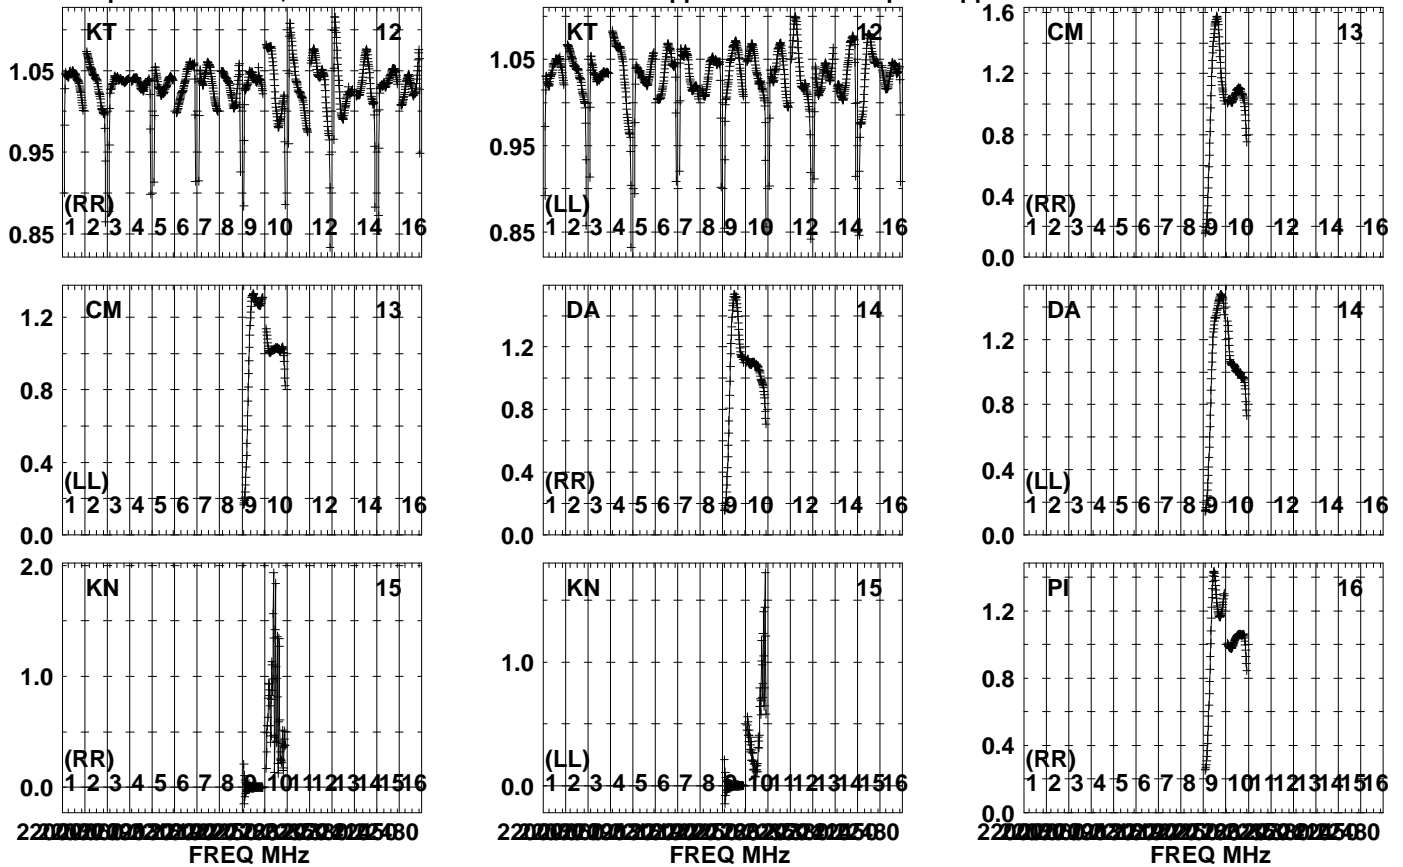 KT 12
1.05
0.95
(RR)
1 2 3 4 5 6 7 8 9 10 12 14 16
0.85
KT 12
1.05
0.95
(LL)
1 2 3 4 5 6 7 8 9 10 12 14 16
0.85
1.6
CM 13
1.2
0.8
0.4
(RR)
1 2 3 4 5 6 7 8 9 10 12 14 16
0.0
CM 13
1.2
0.8
0.4
(LL)
1 2 3 4 5 6 7 8 9 10 12 14 16
0.0
DA 14
1.2
0.8
0.4
(RR)
1 2 3 4 5 6 7 8 9 10 12 14 16
0.0
DA 14
1.2
0.8
0.4
(LL)
1 2 3 4 5 6 7 8 9 10 12 14 16
0.0
2.0
KN 15
1.0
(RR)
1 2 3 4 5 6 7 8 9 10 11 12 13 14 15 16
0.0
FREQ MHz
KN 15
1.0
(LL)
1 2 3 4 5 6 7 8 9 10 11 12 13 14 15 16
0.0
FREQ MHz
PI 16
1.2
0.8
0.4
(RR)
1 2 3 4 5 6 7 8 9 10 11 12 13 14 15 16
0.0
FREQ MHz